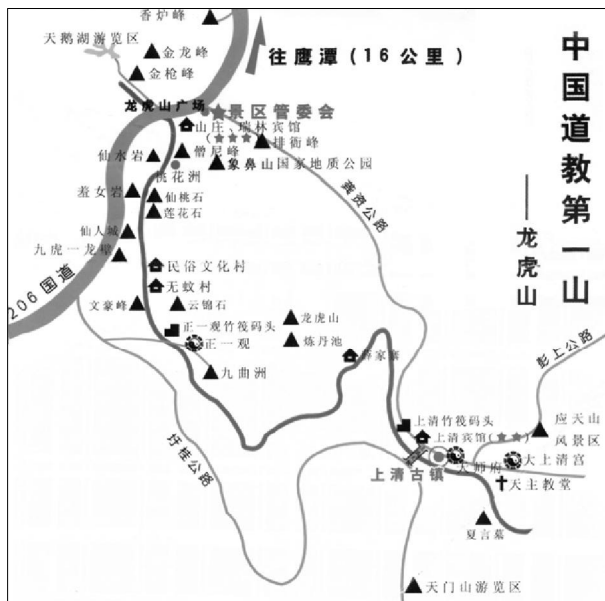 香炉峰
天鹅湖游览区
金龙峰
金枪峰
往鹰潭(16公里)
中国道教第一山
——龙虎山
龙虎山广场
★景区管委会
山庄、瑞林宾馆
(★★★)
排衙峰
仙水岩
僧尼峰
象鼻山国家地质公园
桃花洲
羞女岩
仙桃石
莲花石
仙人城
九虎一龙壁
206国道
民俗文化村
无蚊村
文豪峰
云锦石
龙虎山
正一观竹筏码头
正一观
炼丹池
薛家寨
九曲洲
彭上公路
上清竹筏码头
上清宾馆(★★)
应天山
风景区
天师府
大上清宫
上清古镇
天主教堂
夏言墓
天门山游览区